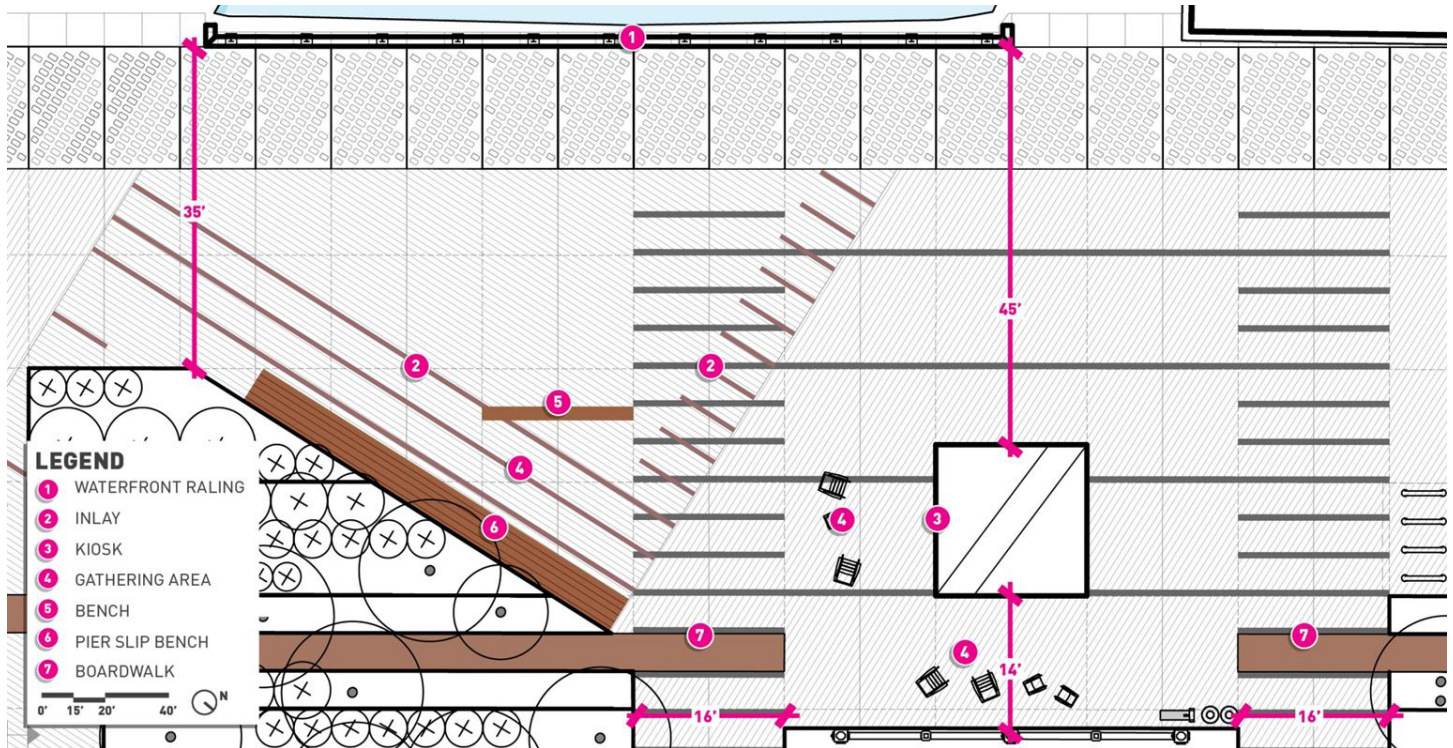 1
35'
45'
2
2
5
4
4
3
6
7
7
4
14'
16'
16'
LEGEND
1 WATERFRONT RALING
2 INLAY
3 KIOSK
4 GATHERING AREA
5 BENCH
6 PIER SLIP BENCH
7 BOARDWALK
0' 15' 20' 40' N